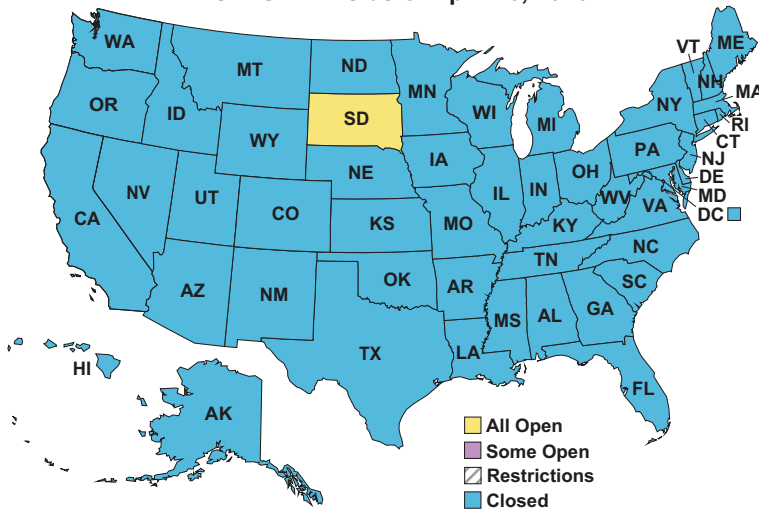 WA
MT
ND
MN
VT
ME
NH
MA
OR
ID
SD
WI
MI
NY
RI
CT
WY
IA
PA
NJ
NE
OH
DE
NV
UT
IL
IN
WV
MD
CA
CO
KS
MO
KY
VA
DC
NC
TN
AZ
NM
OK
AR
SC
MS
AL
GA
TX
LA
HI
FL
AK
All Open
Some Open
Restrictions
Closed